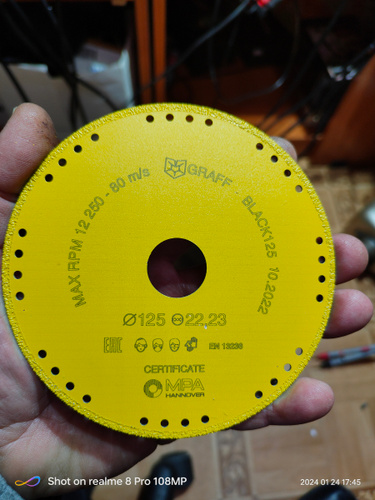 MAX RPM 12 250 - 80 m/s GRAFF BLACK125 10.2022
Ø125 22,23
EAC EN 13236
CERTIFICATE
MPA
HANNOVER
Shot on realme 8 Pro 108MP
2024 01 24 17:45